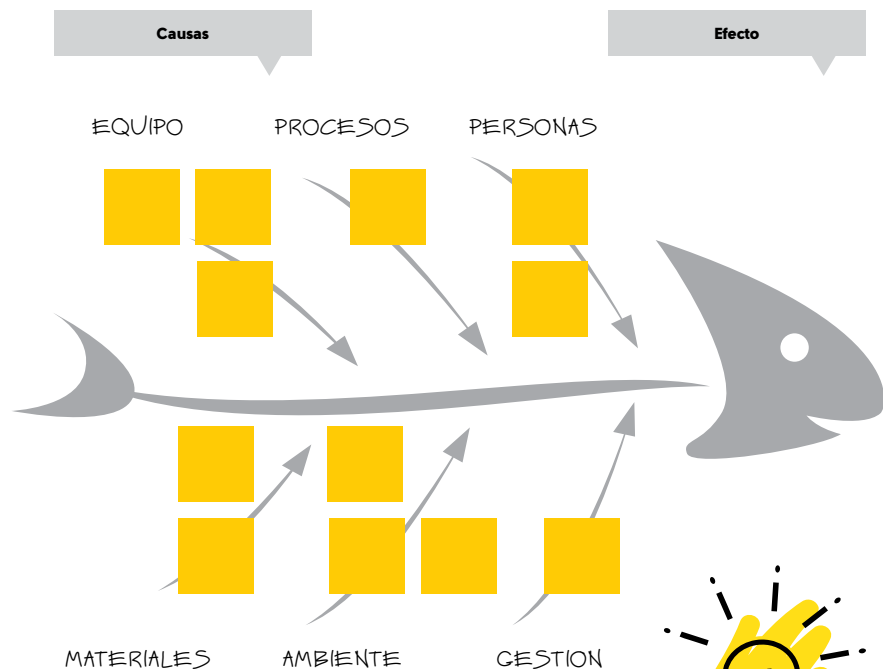 Causas
Efecto
EQUIPO
PROCESOS
PERSONAS
MATERIALES
AMBIENTE
GESTION